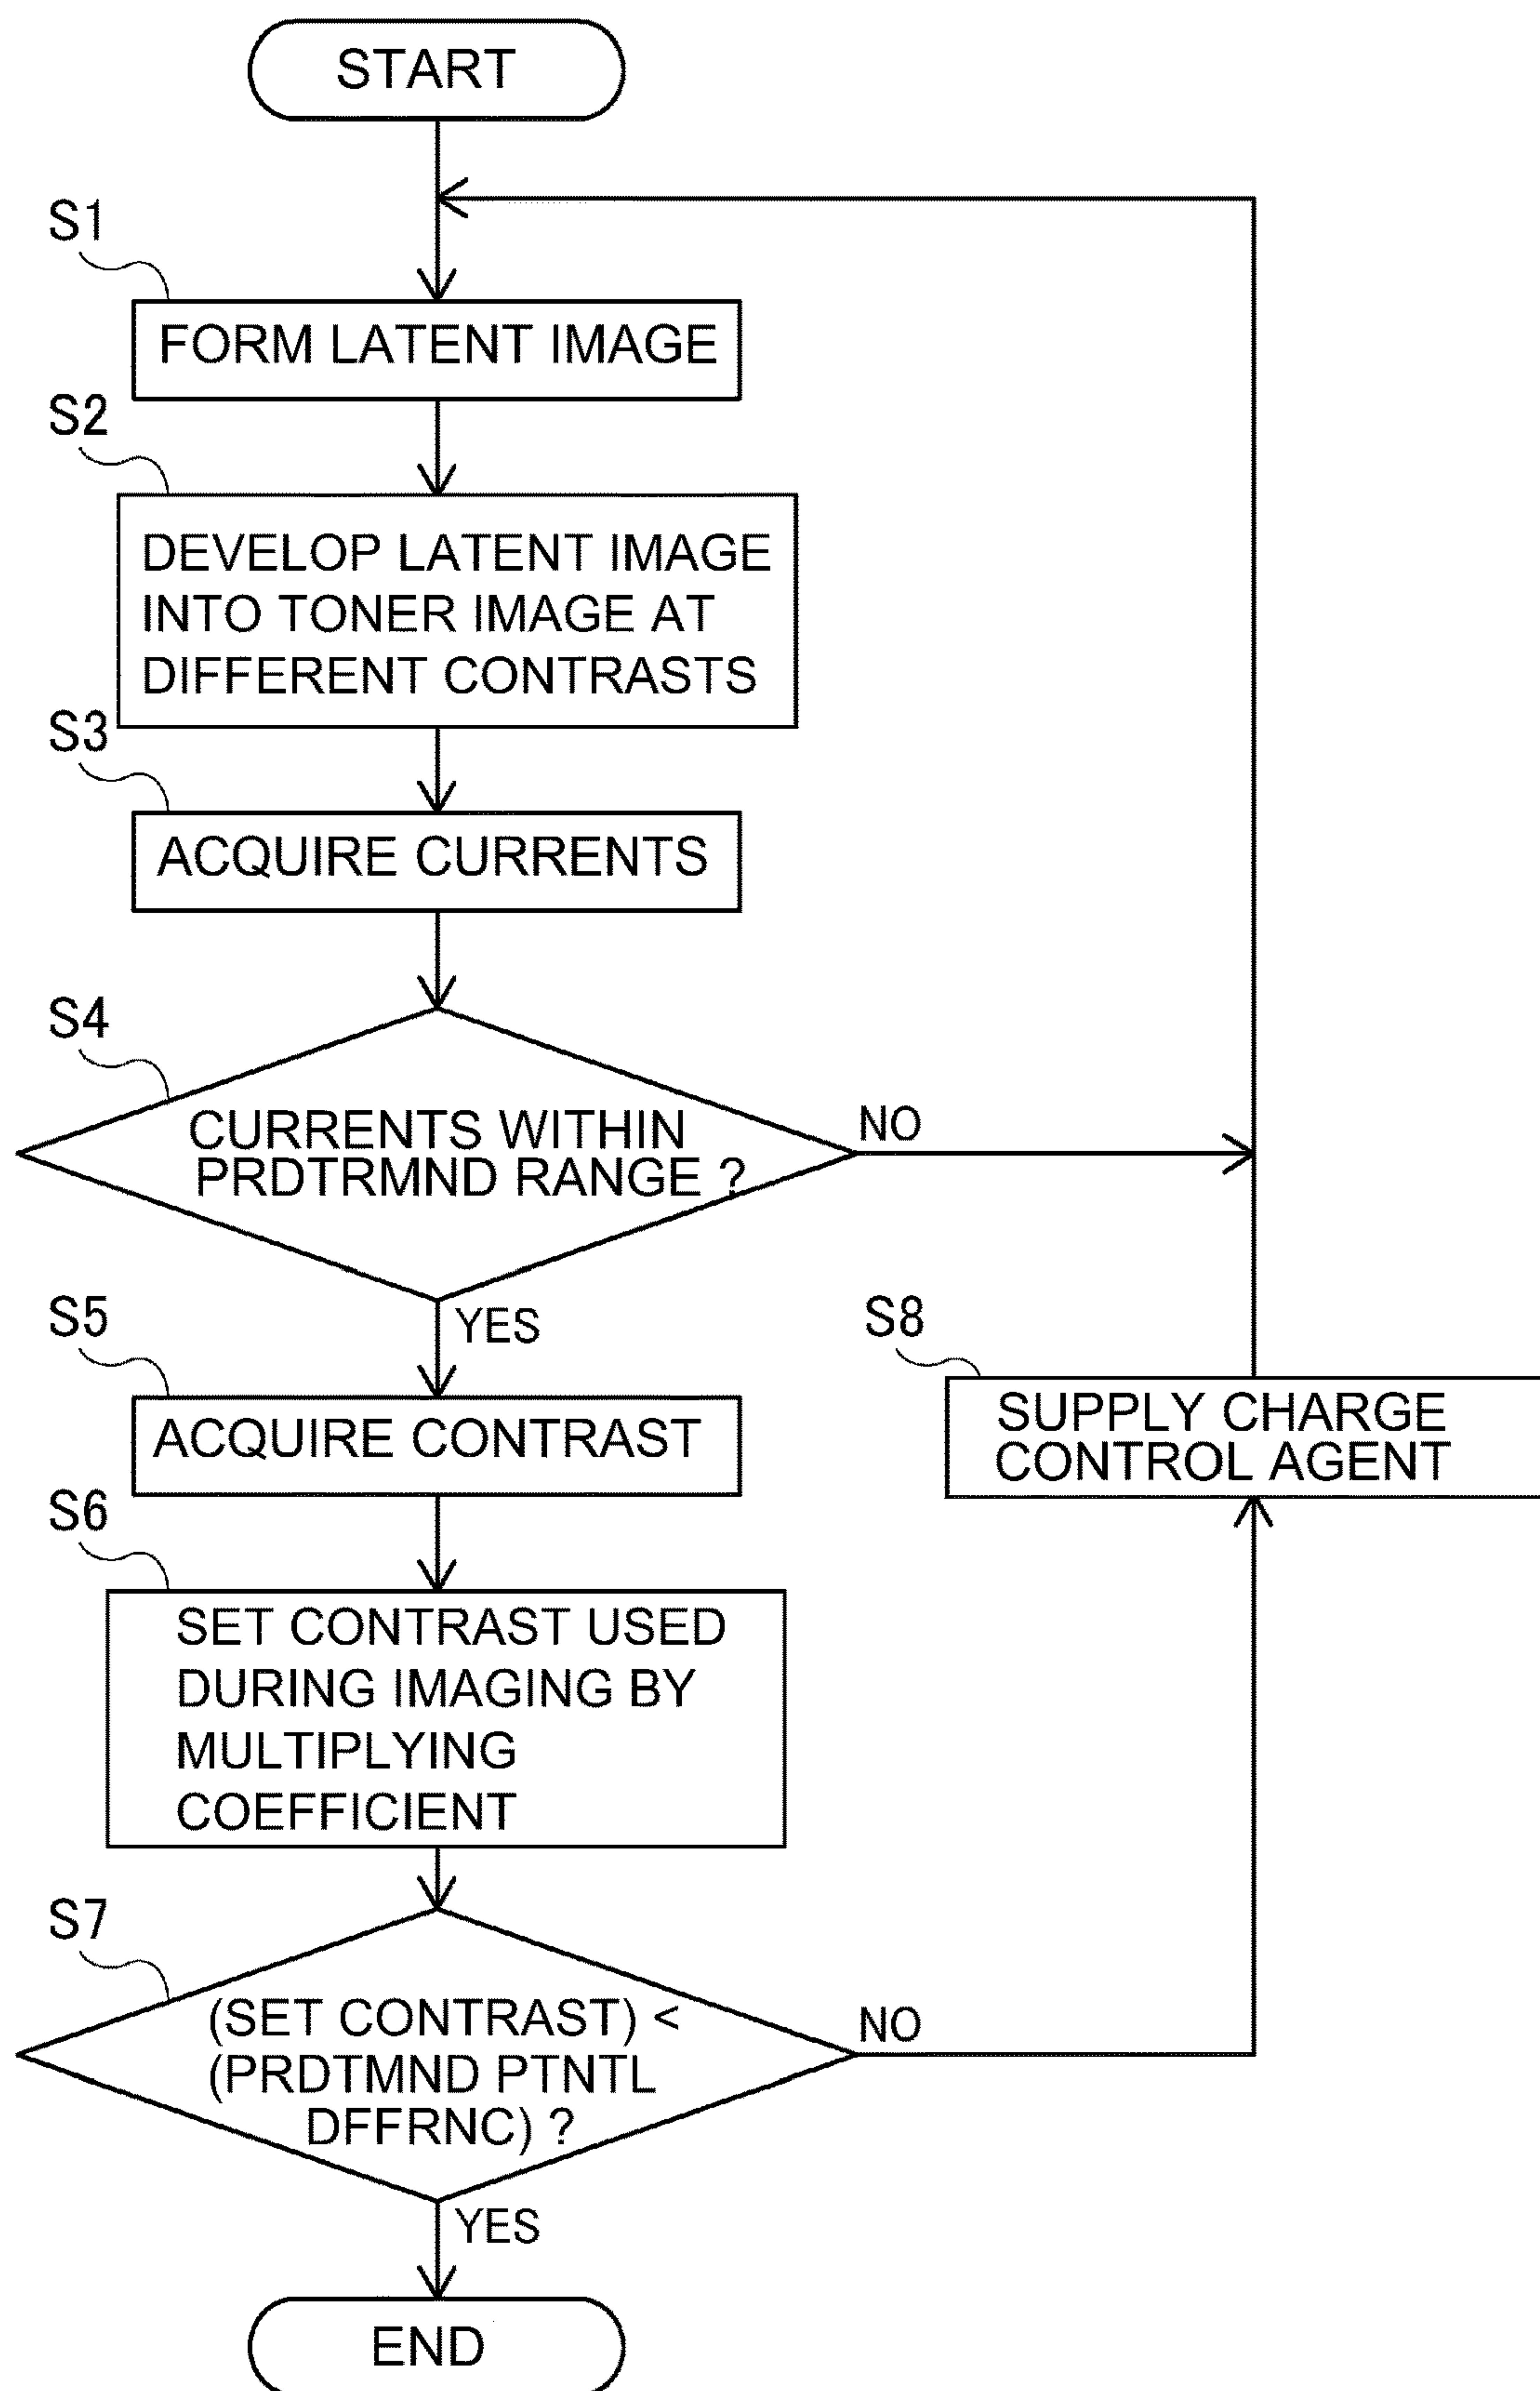 START
S1
FORM LATENT IMAGE
S2
DEVELOP LATENT IMAGE
INTO TONER IMAGE AT
DIFFERENT CONTRASTS
S3
ACQUIRE CURRENTS
S4
CURRENTS WITHIN
PRDTRMND RANGE ?
NO
YES
S5
ACQUIRE CONTRAST
S8
SUPPLY CHARGE
CONTROL AGENT
S6
SET CONTRAST USED
DURING IMAGING BY
MULTIPLYING
COEFFICIENT
S7
(SET CONTRAST) <
(PRDTMND PTNTL
DFFRNC) ?
NO
YES
END